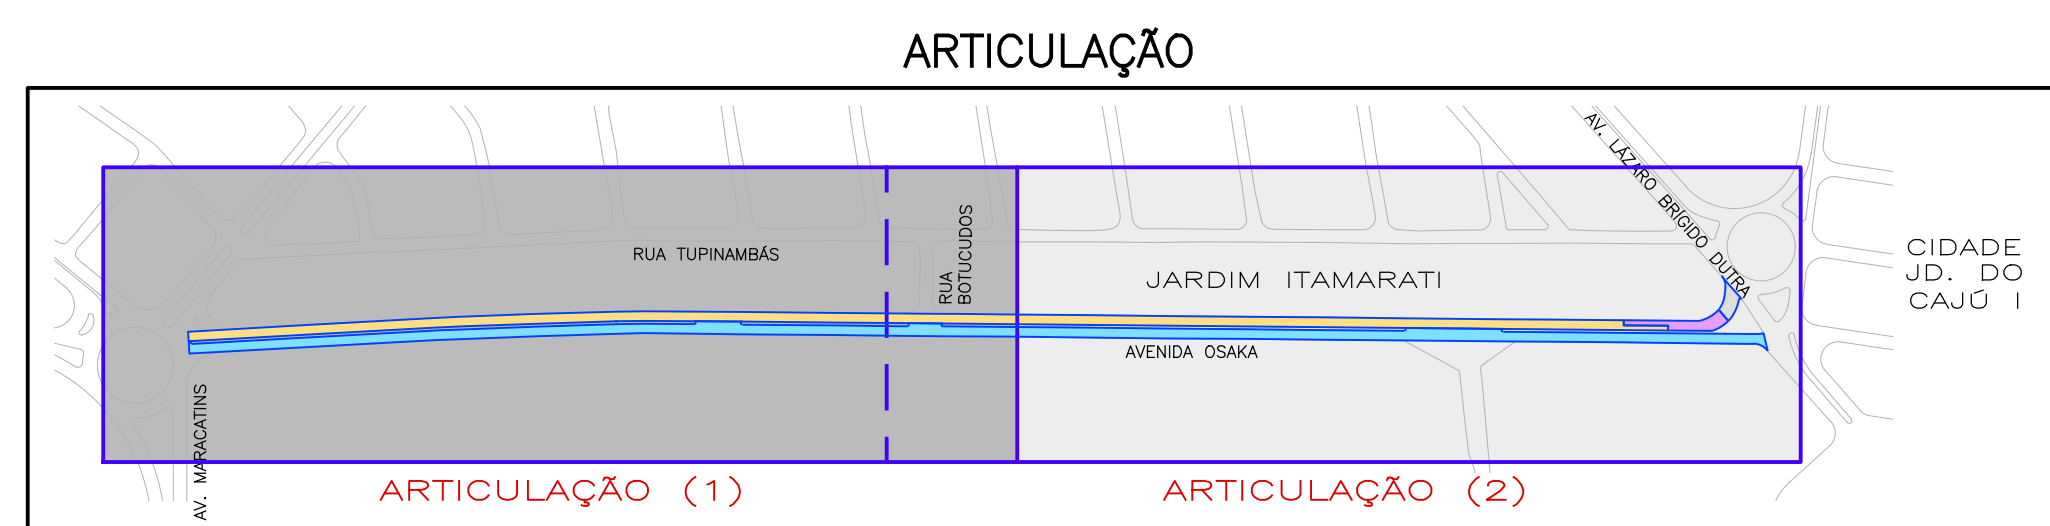 ARTICULAÇÃO
AV. LÁZARO BRÍGIDO DUTRA
RUA TUPINAMBÁS
RUA
BOTUCUDOS
JARDIM ITAMARATI
CIDADE
JD. DO
CAJÚ I
AVENIDA OSAKA
AV. MARACATINS
ARTICULAÇÃO (1)
ARTICULAÇÃO (2)